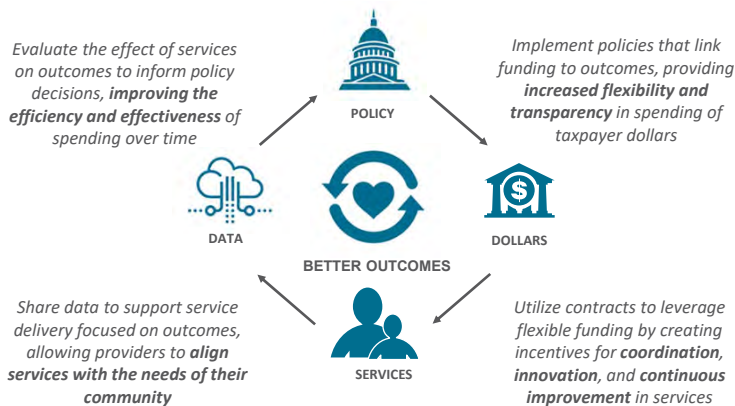 Evaluate the effect of services
on outcomes to inform policy
decisions, improving the
efficiency and effectiveness of
spending over time
POLICY
Implement policies that link
funding to outcomes, providing
increased flexibility and
transparency in spending of
taxpayer dollars
DATA
$
DOLLARS
BETTER OUTCOMES
Share data to support service
delivery focused on outcomes,
allowing providers to align
services with the needs of their
community
SERVICES
Utilize contracts to leverage
flexible funding by creating
incentives for coordination,
innovation, and continuous
improvement in services